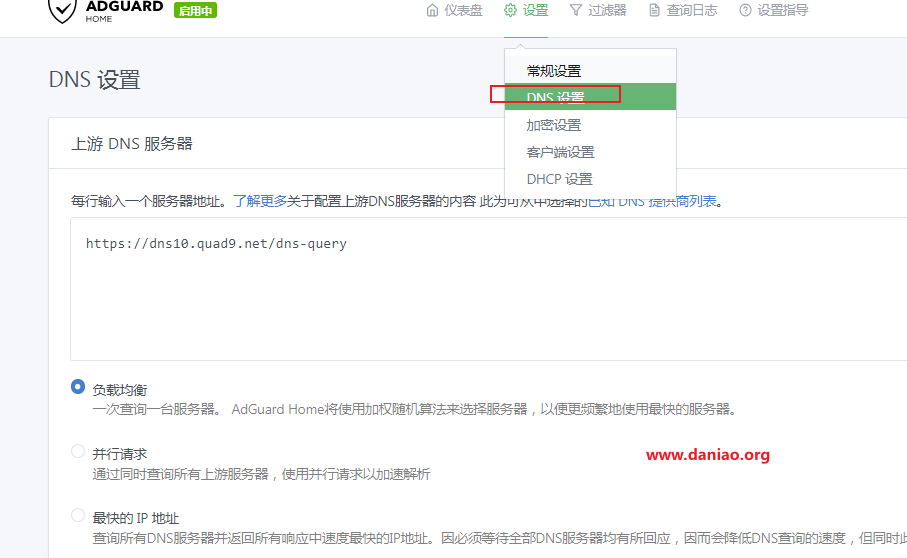 ADGUARD
HOME
启用中
仪表盘 设置 过滤器 查询日志 设置指导
常规设置
DNS 设置
加密设置
客户端设置
DHCP 设置
DNS 设置
上游 DNS 服务器
每行输入一个服务器地址。了解更多关于配置上游DNS服务器的内容 此为可从中选择的已知 DNS 提供商列表。
https://dns10.quad9.net/dns-query
负载均衡
一次查询一台服务器。 AdGuard Home将使用加权随机算法来选择服务器，以便更频繁地使用最快的服务器。
并行请求
通过同时查询所有上游服务器，使用并行请求以加速解析
www.daniao.org
最快的 IP 地址
查询所有DNS服务器并返回所有响应中速度最快的IP地址。因必须等待全部DNS服务器均有所回应，因而会降低DNS查询的速度，但同时此